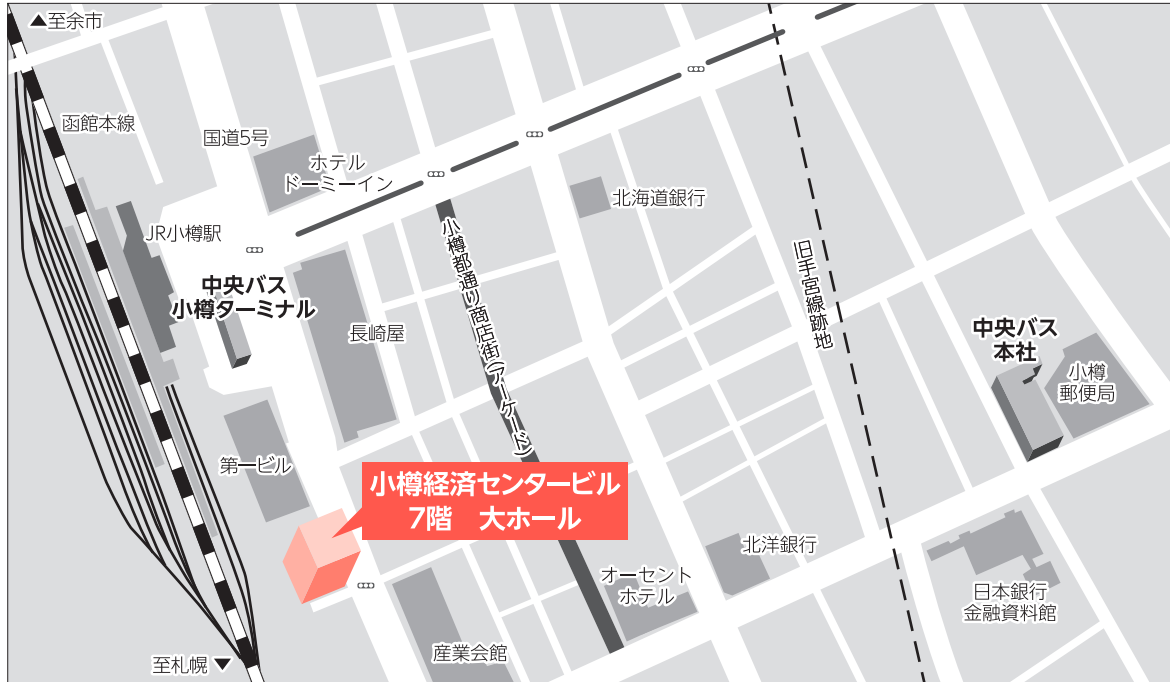 ▲至余市
函館本線
国道5号
ホテル
ドーミーイン
北海道銀行
JR小樽駅
中央バス
小樽ターミナル
小樽都通り商店街(アーケード)
旧手宮線跡地
長崎屋
中央バス
本社
小樽
郵便局
第一ビル
小樽経済センタービル
7階　大ホール
北洋銀行
オーセント
ホテル
日本銀行
金融資料館
産業会館
至札幌▼